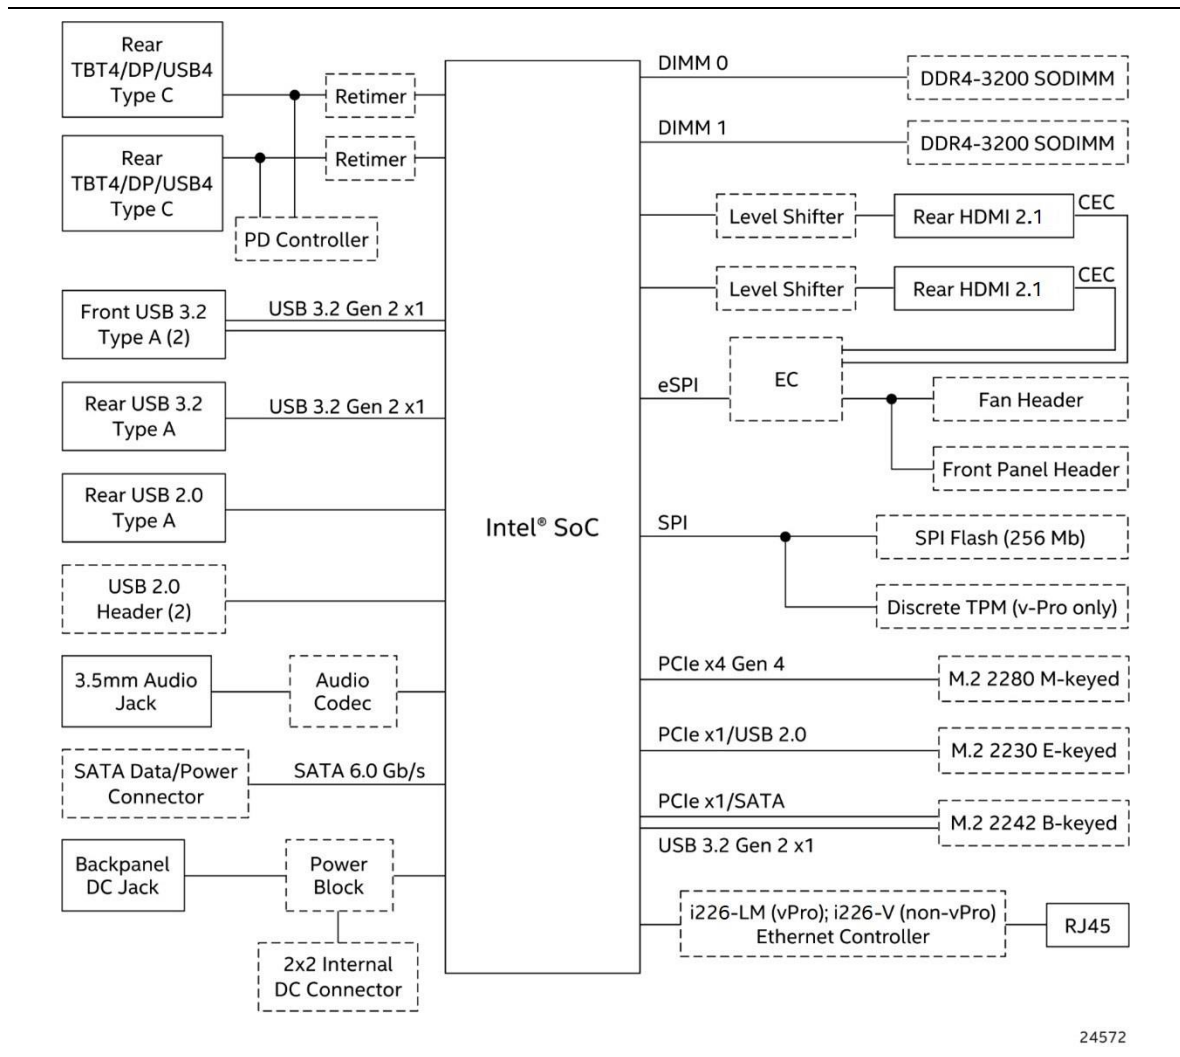 Rear
TBT4/DP/USB4
Type C
Retimer
Rear
TBT4/DP/USB4
Type C
Retimer
PD Controller
Front USB 3.2
Type A (2)
USB 3.2 Gen 2 x1
Rear USB 3.2
Type A
USB 3.2 Gen 2 x1
Rear USB 2.0
Type A
USB 2.0
Header (2)
3.5mm Audio
Jack
Audio
Codec
SATA Data/Power
Connector
SATA 6.0 Gb/s
Backpanel
DC Jack
Power
Block
2x2 Internal
DC Connector
Intel® SoC
DIMM 0
DDR4-3200 SODIMM
DIMM 1
DDR4-3200 SODIMM
Level Shifter
Rear HDMI 2.1
CEC
Level Shifter
Rear HDMI 2.1
CEC
eSPI
EC
Fan Header
Front Panel Header
SPI
SPI Flash (256 Mb)
Discrete TPM (v-Pro only)
PCIe x4 Gen 4
M.2 2280 M-keyed
PCIe x1/USB 2.0
M.2 2230 E-keyed
PCIe x1/SATA
USB 3.2 Gen 2 x1
M.2 2242 B-keyed
i226-LM (vPro); i226-V (non-vPro)
Ethernet Controller
RJ45
24572